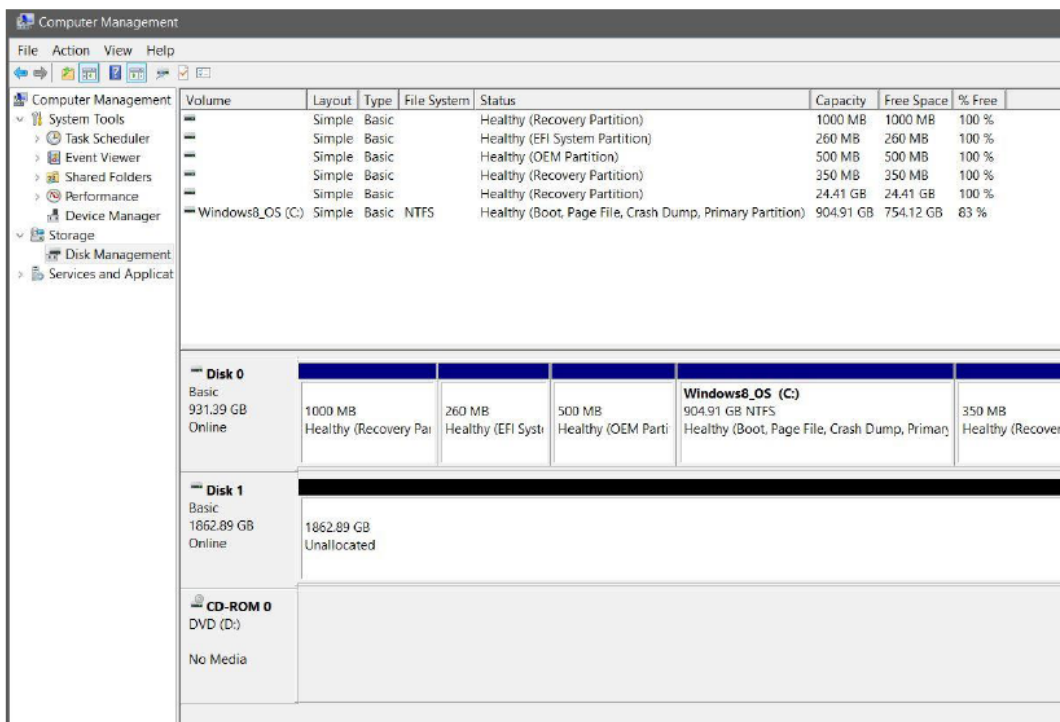 Computer Management
File Action View Help
Computer Management
System Tools
Task Scheduler
Event Viewer
Shared Folders
Performance
Device Manager
Storage
Disk Management
Services and Applicat
Volume Layout Type File System Status Capacity Free Space % Free
Simple Basic Healthy (Recovery Partition) 1000 MB 1000 MB 100 %
Simple Basic Healthy (EFI System Partition) 260 MB 260 MB 100 %
Simple Basic Healthy (OEM Partition) 500 MB 500 MB 100 %
Simple Basic Healthy (Recovery Partition) 350 MB 350 MB 100 %
Simple Basic Healthy (Recovery Partition) 24.41 GB 24.41 GB 100 %
Windows8_OS (C:) Simple Basic NTFS Healthy (Boot, Page File, Crash Dump, Primary Partition) 904.91 GB 754.12 GB 83 %
Disk 0
Basic
931.39 GB
Online
1000 MB
Healthy (Recovery Par
260 MB
Healthy (EFI Syste
500 MB
Healthy (OEM Parti
Windows8_OS (C:)
904.91 GB NTFS
Healthy (Boot, Page File, Crash Dump, Primary
350 MB
Healthy (Recover
Disk 1
Basic
1862.89 GB
Online
1862.89 GB
Unallocated
CD-ROM 0
DVD (D:)
No Media